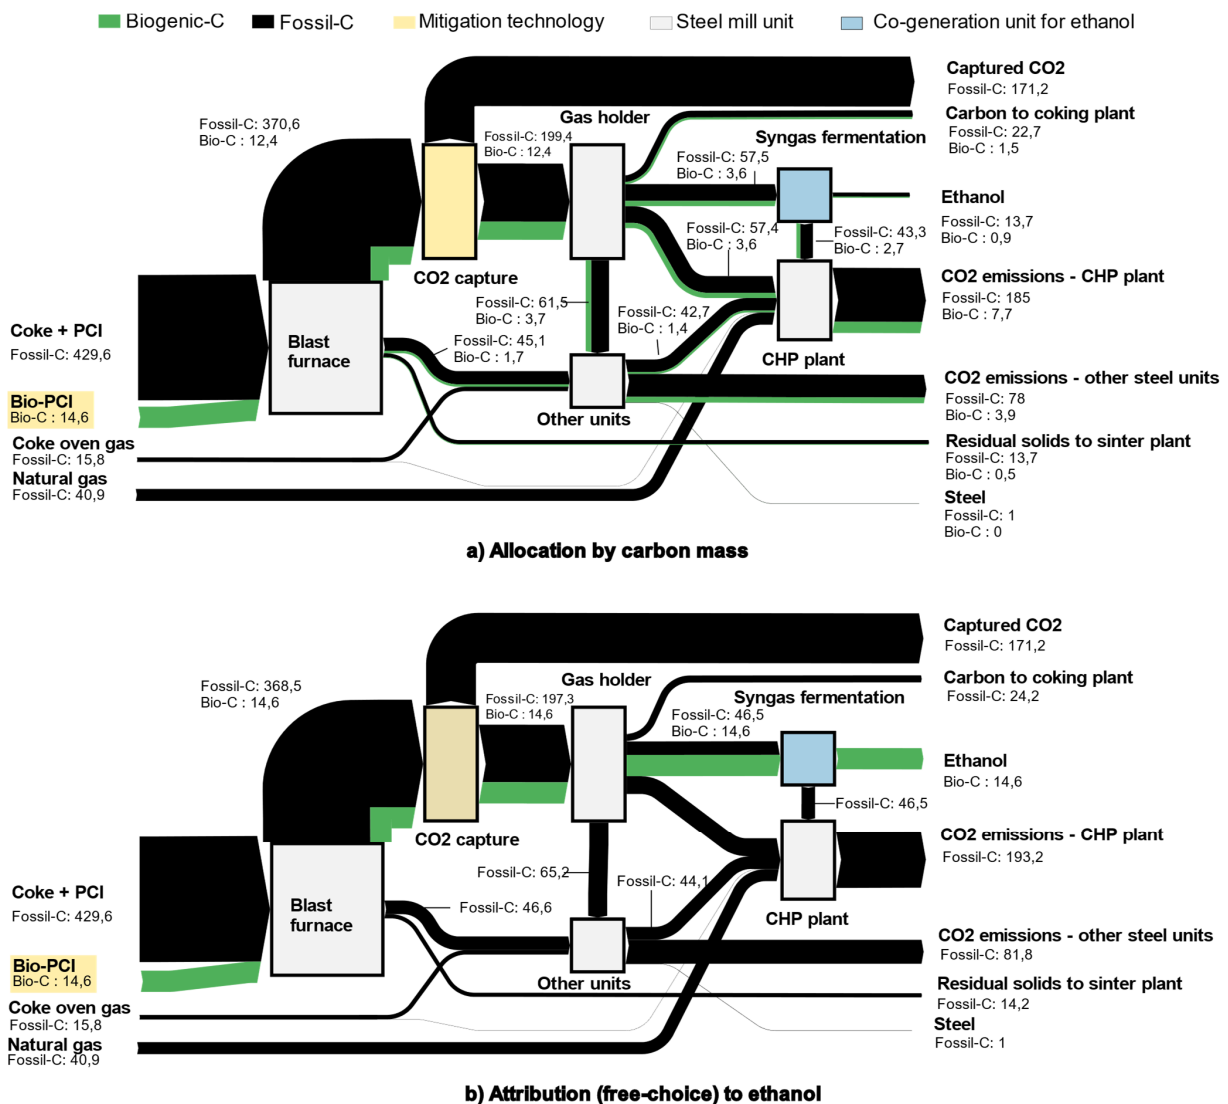 Biogenic-C
Fossil-C
Mitigation technology
Steel mill unit
Co-generation unit for ethanol
Captured CO2
Fossil-C: 171,2
Carbon to coking plant
Fossil-C: 22,7
Bio-C : 1,5
Gas holder
Syngas fermentation
Fossil-C: 370,6
Bio-C : 12,4
Fossil-C: 199,4
Bio-C : 12,4
Fossil-C: 57,5
Bio-C : 3,6
Ethanol
Fossil-C: 13,7
Bio-C : 0,9
Fossil-C: 57,4
Bio-C : 3,6
Fossil-C: 43,3
Bio-C : 2,7
CO2 capture
CO2 emissions - CHP plant
Fossil-C: 185
Bio-C : 7,7
Fossil-C: 61,5
Bio-C : 3,7
Fossil-C: 42,7
Bio-C : 1,4
Coke + PCI
Fossil-C: 429,6
Blast
furnace
Fossil-C: 45,1
Bio-C : 1,7
CHP plant
CO2 emissions - other steel units
Fossil-C: 78
Bio-C : 3,9
Bio-PCI
Bio-C : 14,6
Other units
Coke oven gas
Fossil-C: 15,8
Residual solids to sinter plant
Fossil-C: 13,7
Bio-C : 0,5
Natural gas
Fossil-C: 40,9
Steel
Fossil-C: 1
Bio-C : 0
a) Allocation by carbon mass
Captured CO2
Fossil-C: 171,2
Carbon to coking plant
Fossil-C: 24,2
Gas holder
Syngas fermentation
Fossil-C: 368,5
Bio-C : 14,6
Fossil-C: 197,3
Bio-C : 14,6
Fossil-C: 46,5
Bio-C : 14,6
Ethanol
Bio-C : 14,6
Fossil-C: 46,5
CO2 capture
CO2 emissions - CHP plant
Fossil-C: 193,2
Fossil-C: 65,2
Fossil-C: 44,1
Coke + PCI
Fossil-C: 429,6
Blast
furnace
Fossil-C: 46,6
CHP plant
CO2 emissions - other steel units
Fossil-C: 81,8
Bio-PCI
Bio-C : 14,6
Other units
Residual solids to sinter plant
Fossil-C: 14,2
Coke oven gas
Fossil-C: 15,8
Steel
Fossil-C: 1
Natural gas
Fossil-C: 40,9
b) Attribution (free-choice) to ethanol